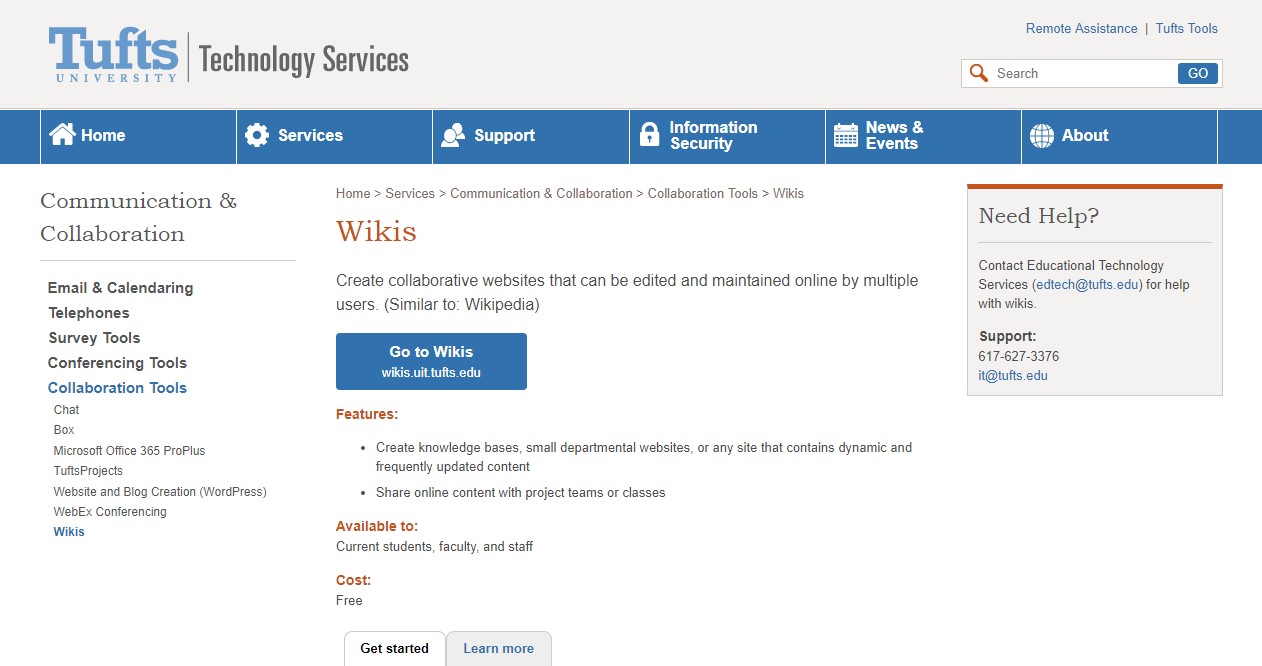 Tufts
UNIVERSITY
Technology Services
Remote Assistance | Tufts Tools
Search
GO
Home
Services
Support
Information
Security
News &
Events
About
Communication &
Collaboration
Email & Calendaring
Telephones
Survey Tools
Conferencing Tools
Collaboration Tools
Chat
Box
Microsoft Office 365 ProPlus
TuftsProjects
Website and Blog Creation (WordPress)
WebEx Conferencing
Wikis
Home > Services > Communication & Collaboration > Collaboration Tools > Wikis
Wikis
Create collaborative websites that can be edited and maintained online by multiple
users. (Similar to: Wikipedia)
Go to Wikis
wikis.uit.tufts.edu
Features:
• Create knowledge bases, small departmental websites, or any site that contains dynamic and
frequently updated content
• Share online content with project teams or classes
Available to:
Current students, faculty, and staff
Cost:
Free
Get started
Learn more
Need Help?
Contact Educational Technology
Services (edtech@tufts.edu) for help
with wikis.
Support:
617-627-3376
it@tufts.edu